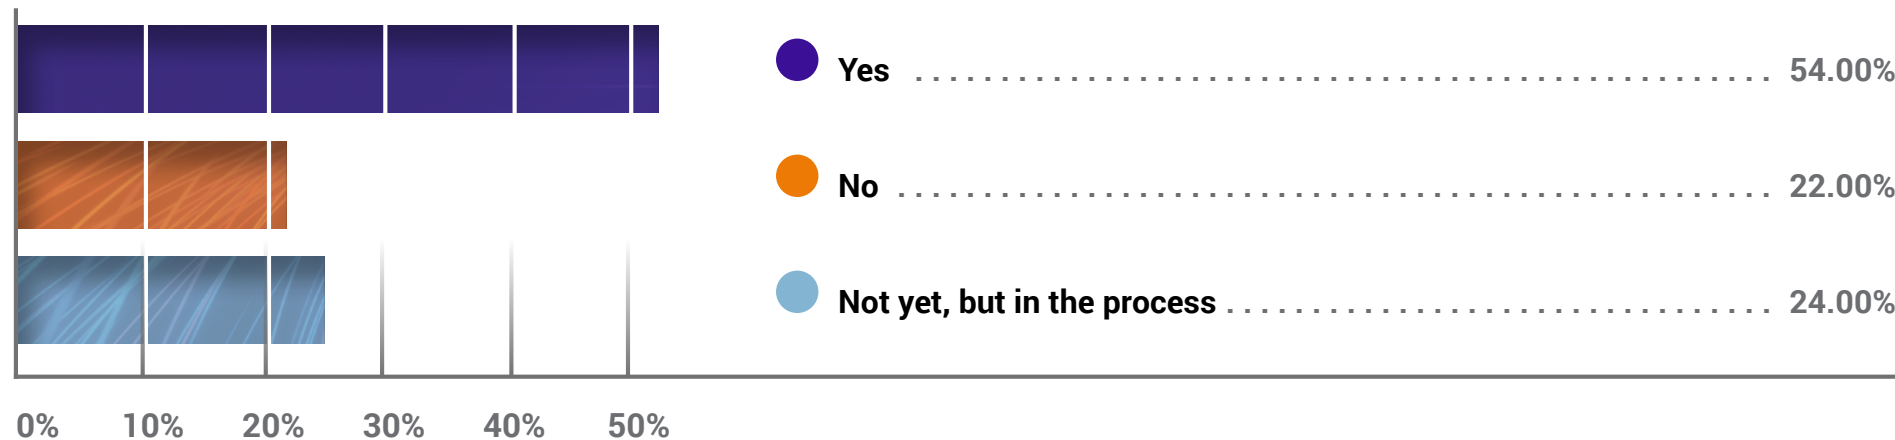 Yes . . . . . . . . . . . . . . . . . . . . . . . . . . . . . . . . . . . . . . . . . . . . . . . . . . 54.00%
No . . . . . . . . . . . . . . . . . . . . . . . . . . . . . . . . . . . . . . . . . . . . . . . . . . . 22.00%
Not yet, but in the process . . . . . . . . . . . . . . . . . . . . . . . . . . . . . . . . 24.00%
0% 10% 20% 30% 40% 50%